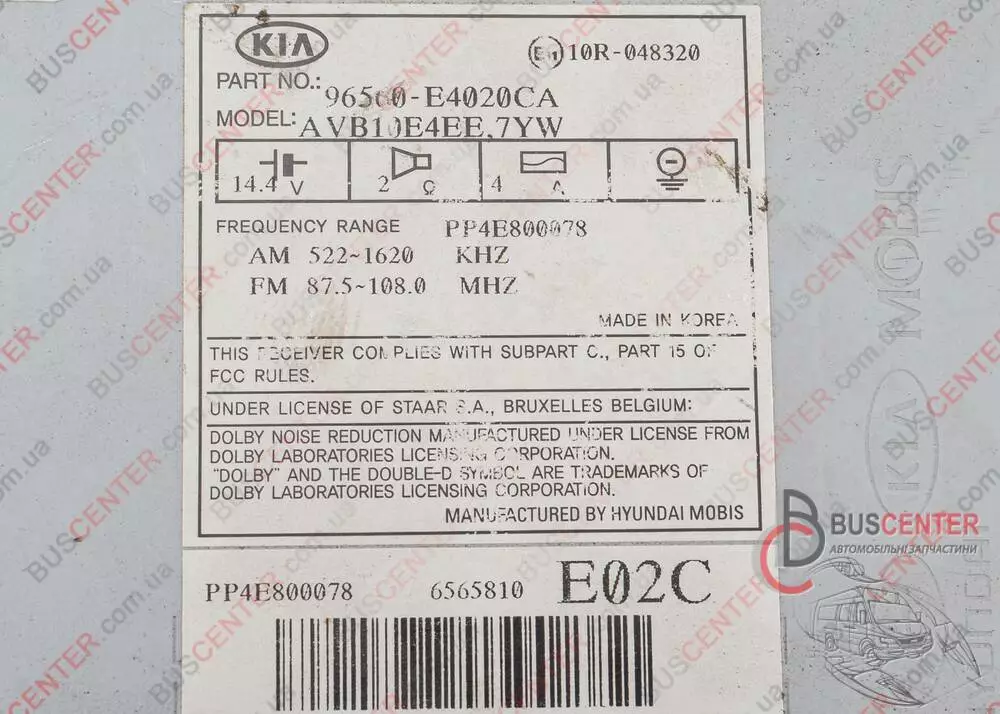 KIA
E11 10R-048320
PART NO.: 96560-E4020CA
MODEL: AVB10E4EE,7YW
14.4 V 2 Ω 4 A
FREQUENCY RANGE PP4E800078
AM 522~1620 KHZ
FM 87.5~108.0 MHZ
MADE IN KOREA
THIS RECEIVER COMPLIES WITH SUBPART C., PART 15 OF
FCC RULES.
UNDER LICENSE OF STAAR S.A., BRUXELLES BELGIUM:
DOLBY NOISE REDUCTION MANUFACTURED UNDER LICENSE FROM
DOLBY LABORATORIES LICENSING CORPORATION.
"DOLBY" AND THE DOUBLE-D SYMBOL ARE TRADEMARKS OF
DOLBY LABORATORIES LICENSING CORPORATION.
MANUFACTURED BY HYUNDAI MOBIS
PP4E800078 6565810 E02C
KIA MOBIS
BUSCENTER
АВТОМОБІЛЬНІ ЗАПЧАСТИНИ
BUSCENTER.com.ua